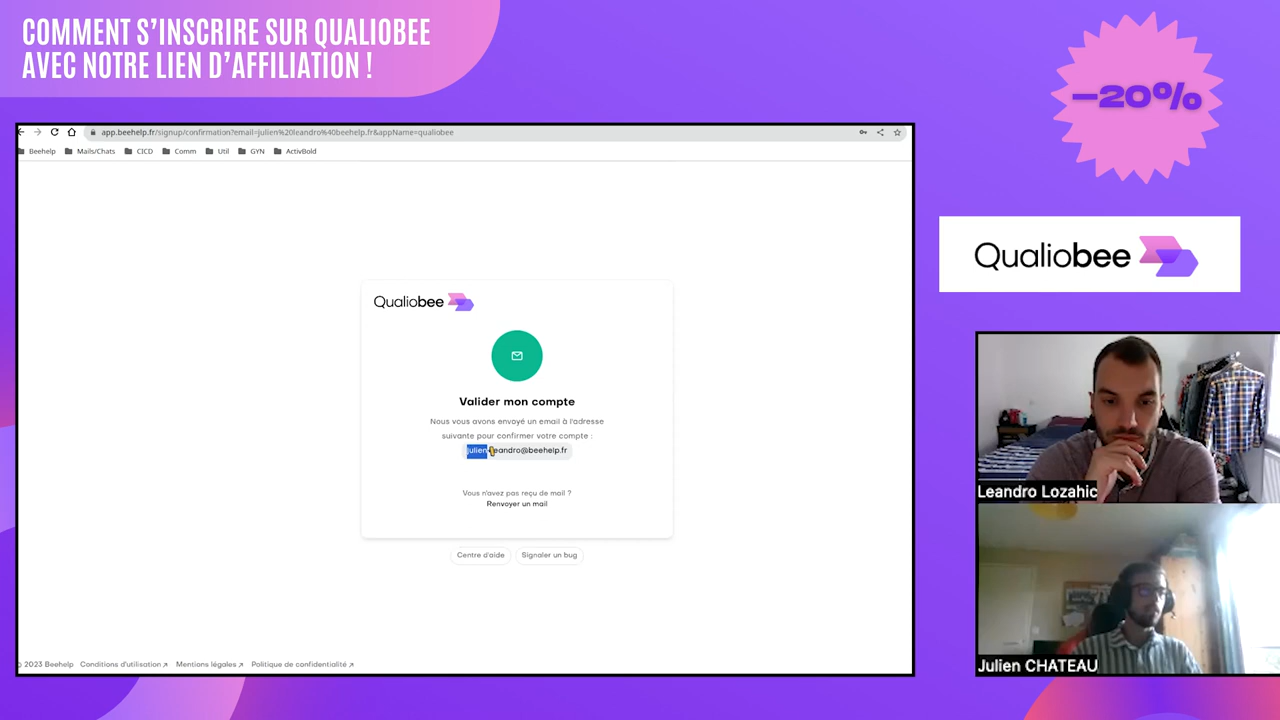 COMMENT S'INSCRIRE SUR QUALIOBEE
AVEC NOTRE LIEN D'AFFILIATION !
-20%
app.beehelp.fr/signup/confirmation?email=julien%20leandro%40beehelp.fr&appName=qualiobee
Beehelp
Mails/Chats
CICD
Comm
Util
GYN
ActivBold
Qualiobee
Qualiobee
Valider mon compte
Nous vous avons envoyé un email à l'adresse
suivante pour confirmer votre compte :
julien leandro@beehelp.fr
Vous n'avez pas reçu de mail ?
Renvoyer un mail
Centre d'aide
Signaler un bug
© 2023 Beehelp
Conditions d'utilisation
Mentions légales
Politique de confidentialité
Leandro Lozahic
Julien CHATEAU